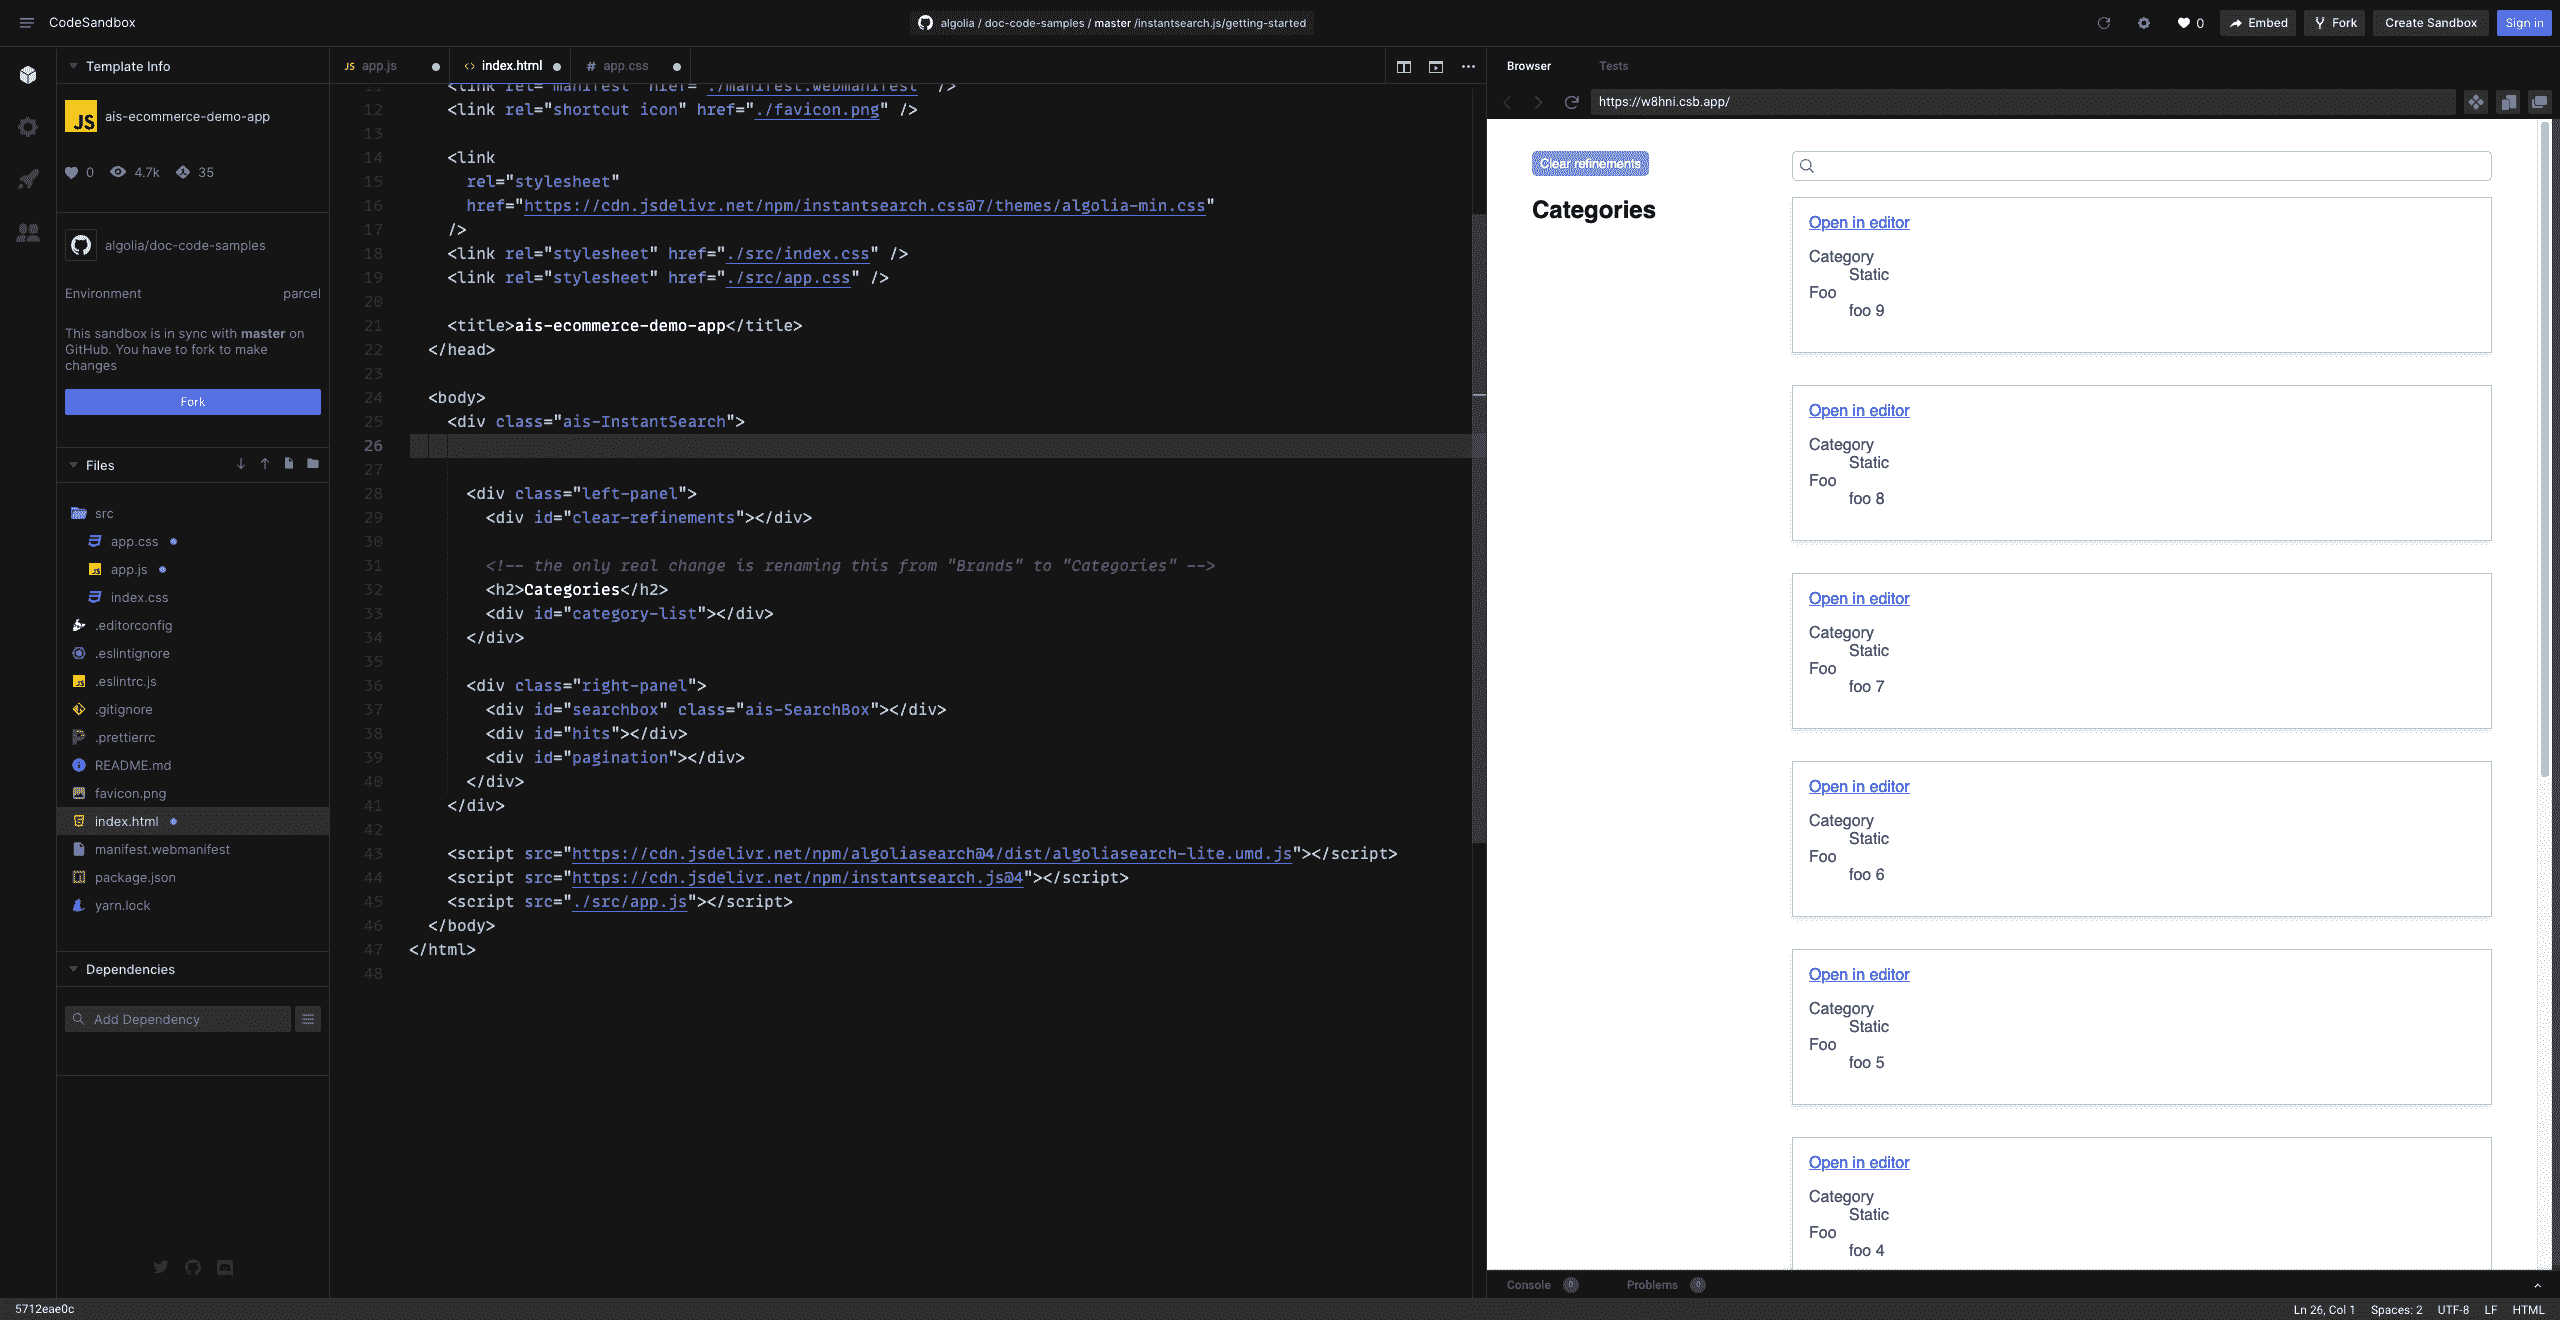 CodeSandbox
algolia / doc-code-samples / master /instantsearch.js/getting-started
0
Embed
Fork
Create Sandbox
Sign in
Template Info
JS
ais-ecommerce-demo-app
0 4.7k 35
algolia/doc-code-samples
Environment parcel
This sandbox is in sync with master on
GitHub. You have to fork to make
changes
Fork
Files
src
app.css
app.js
index.css
.editorconfig
.eslintignore
.eslintrc.js
.gitignore
.prettierrc
README.md
favicon.png
index.html
manifest.webmanifest
package.json
yarn.lock
Dependencies
Add Dependency
JS app.js
<> index.html
# app.css
11 <link rel="manifest" href="./manifest.webmanifest" />
12 <link rel="shortcut icon" href="./favicon.png" />
13
14 <link
15 rel="stylesheet"
16 href="https://cdn.jsdelivr.net/npm/instantsearch.css@7/themes/algolia-min.css"
17 />
18 <link rel="stylesheet" href="./src/index.css" />
19 <link rel="stylesheet" href="./src/app.css" />
20
21 <title>ais-ecommerce-demo-app</title>
22 </head>
23
24 <body>
25 <div class="ais-InstantSearch">
26
27
28 <div class="left-panel">
29 <div id="clear-refinements"></div>
30
31 <!-- the only real change is renaming this from "Brands" to "Categories" -->
32 <h2>Categories</h2>
33 <div id="category-list"></div>
34 </div>
35
36 <div class="right-panel">
37 <div id="searchbox" class="ais-SearchBox"></div>
38 <div id="hits"></div>
39 <div id="pagination"></div>
40 </div>
41 </div>
42
43 <script src="https://cdn.jsdelivr.net/npm/algoliasearch@4/dist/algoliasearch-lite.umd.js"></script>
44 <script src="https://cdn.jsdelivr.net/npm/instantsearch.js@4"></script>
45 <script src="./src/app.js"></script>
46 </body>
47 </html>
48
Browser Tests
https://w8hni.csb.app/
Clear refinements
Categories
Open in editor
Category
Static
Foo
foo 9
Open in editor
Category
Static
Foo
foo 8
Open in editor
Category
Static
Foo
foo 7
Open in editor
Category
Static
Foo
foo 6
Open in editor
Category
Static
Foo
foo 5
Open in editor
Category
Static
Foo
foo 4
Console 0 Problems 0
5712eae0c
Ln 26, Col 1 Spaces: 2 UTF-8 LF HTML